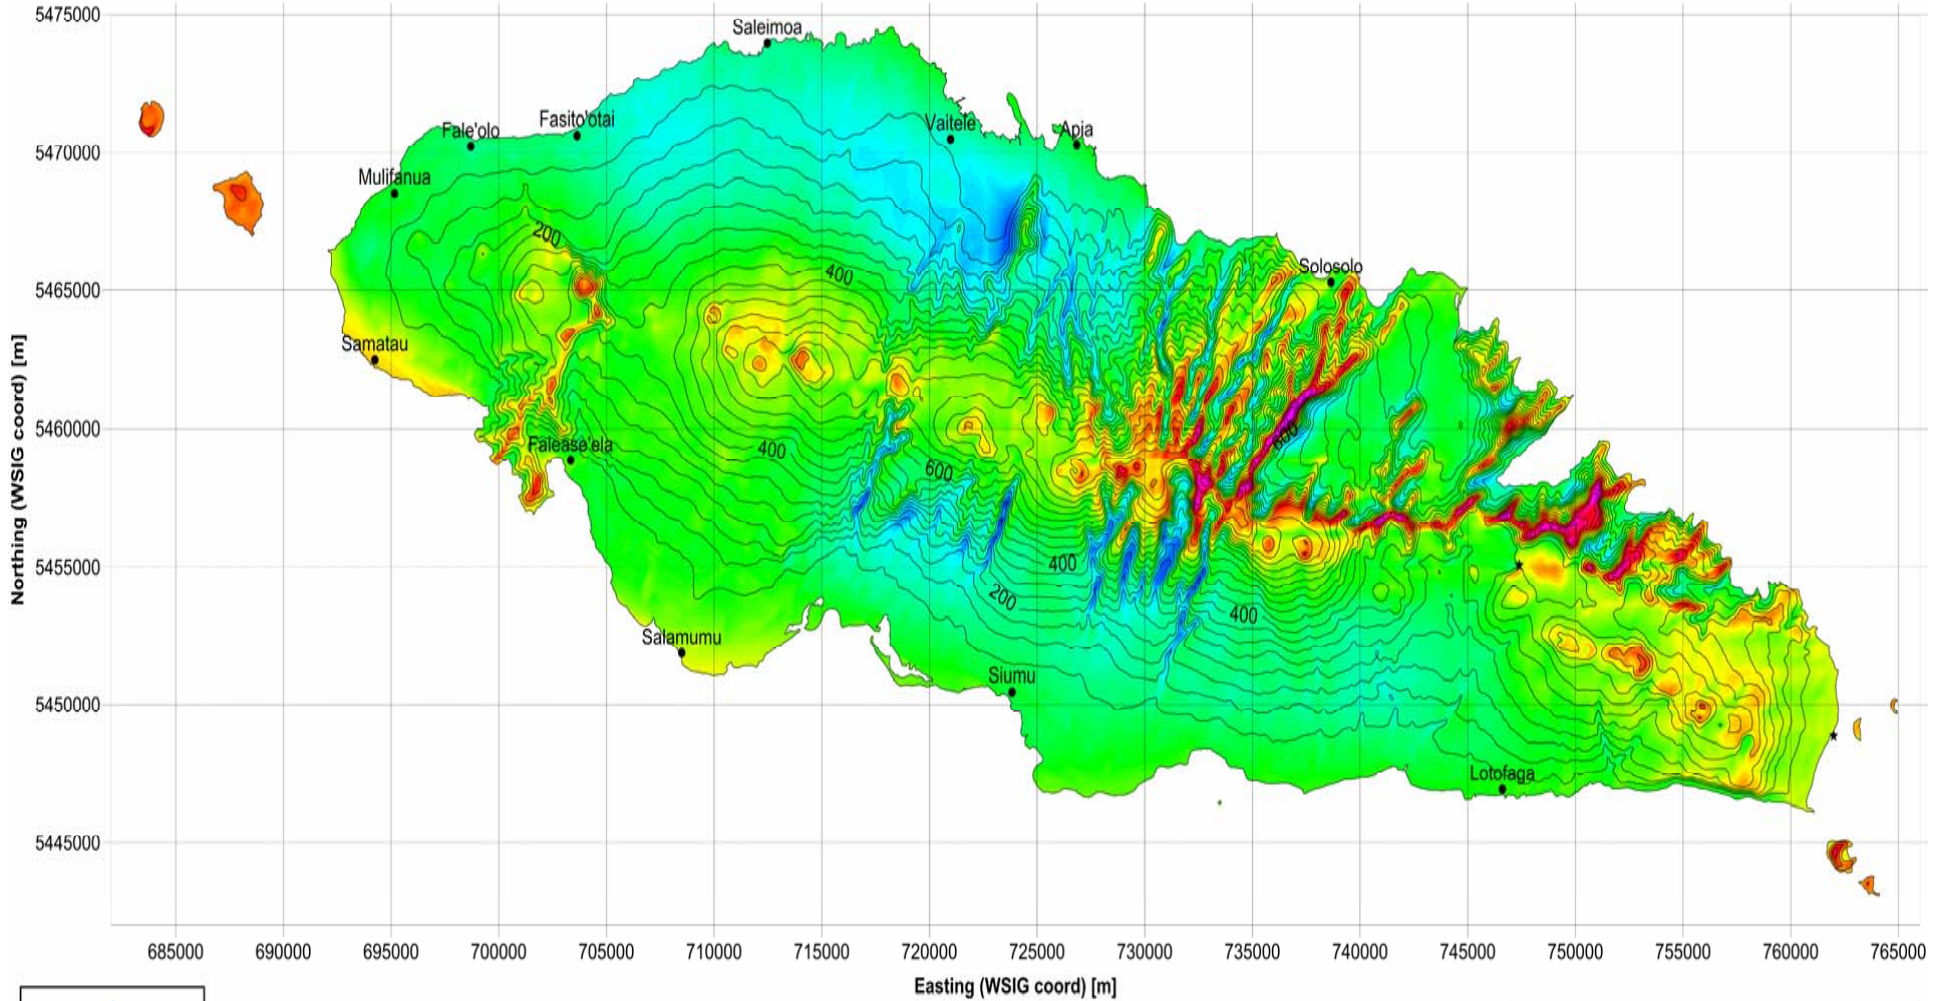 5475000
Saleimoa
Fasito'otai
Fale'olo
Vaitele
Apia
5470000
Mulifanua
200
400
Solosolo
5465000
Samatau
5460000
Falease'ela
400
600
600
5455000
400
200
400
Salamumu
Siumu
5450000
Lotofaga
5445000
Northing (WSIG coord) [m]
685000 690000 695000 700000 705000 710000 715000 720000 725000 730000 735000 740000 745000 750000 755000 760000 765000
Easting (WSIG coord) [m]